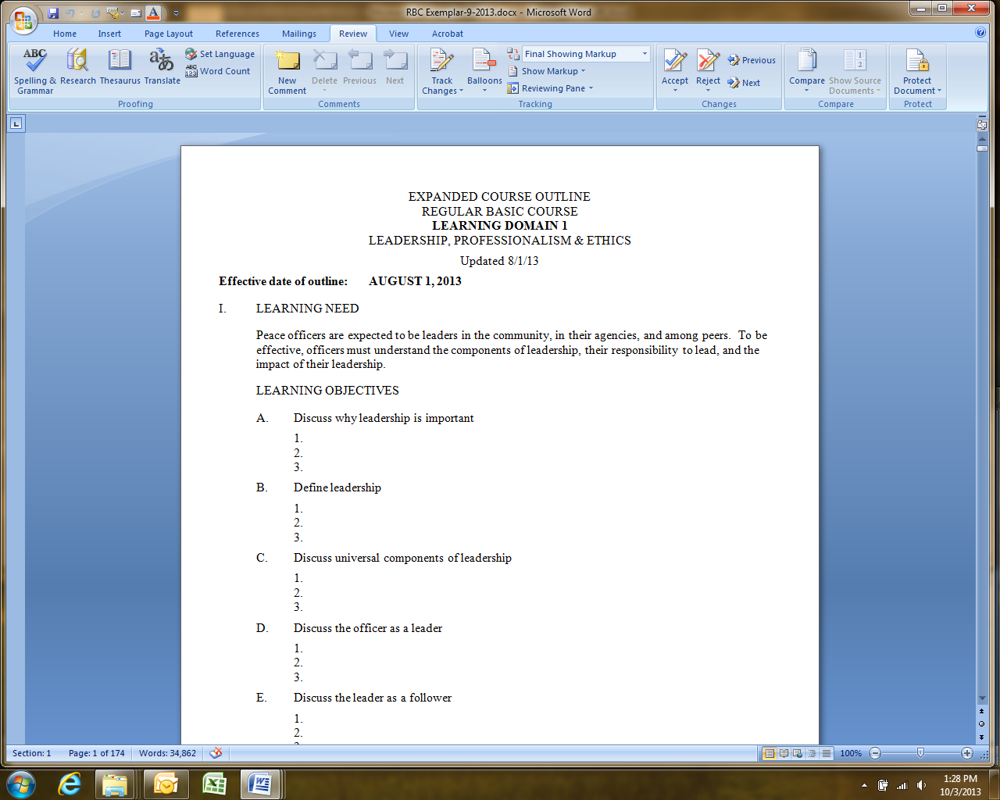 RBC Exemplar-9-2013.docx - Microsoft Word
Home Insert Page Layout References Mailings Review View Acrobat
ABC Spelling & Grammar Research Thesaurus Translate
Set Language
ABC 123 Word Count
New Comment Delete Previous Next
Track Changes Balloons
Final Showing Markup
Show Markup
Reviewing Pane
Accept Reject Previous
Next
Compare Show Source Documents
Protect Document
Proofing Comments Tracking Changes Compare Protect
EXPANDED COURSE OUTLINE
REGULAR BASIC COURSE
LEARNING DOMAIN 1
LEADERSHIP, PROFESSIONALISM & ETHICS
Updated 8/1/13
Effective date of outline: AUGUST 1, 2013
I. LEARNING NEED
Peace officers are expected to be leaders in the community, in their agencies, and among peers. To be
effective, officers must understand the components of leadership, their responsibility to lead, and the
impact of their leadership.
LEARNING OBJECTIVES
A. Discuss why leadership is important
1.
2.
3.
B. Define leadership
1.
2.
3.
C. Discuss universal components of leadership
1.
2.
3.
D. Discuss the officer as a leader
1.
2.
3.
E. Discuss the leader as a follower
1.
2.
Section: 1 Page: 1 of 174 Words: 34,862 100%
1:28 PM
10/3/2013